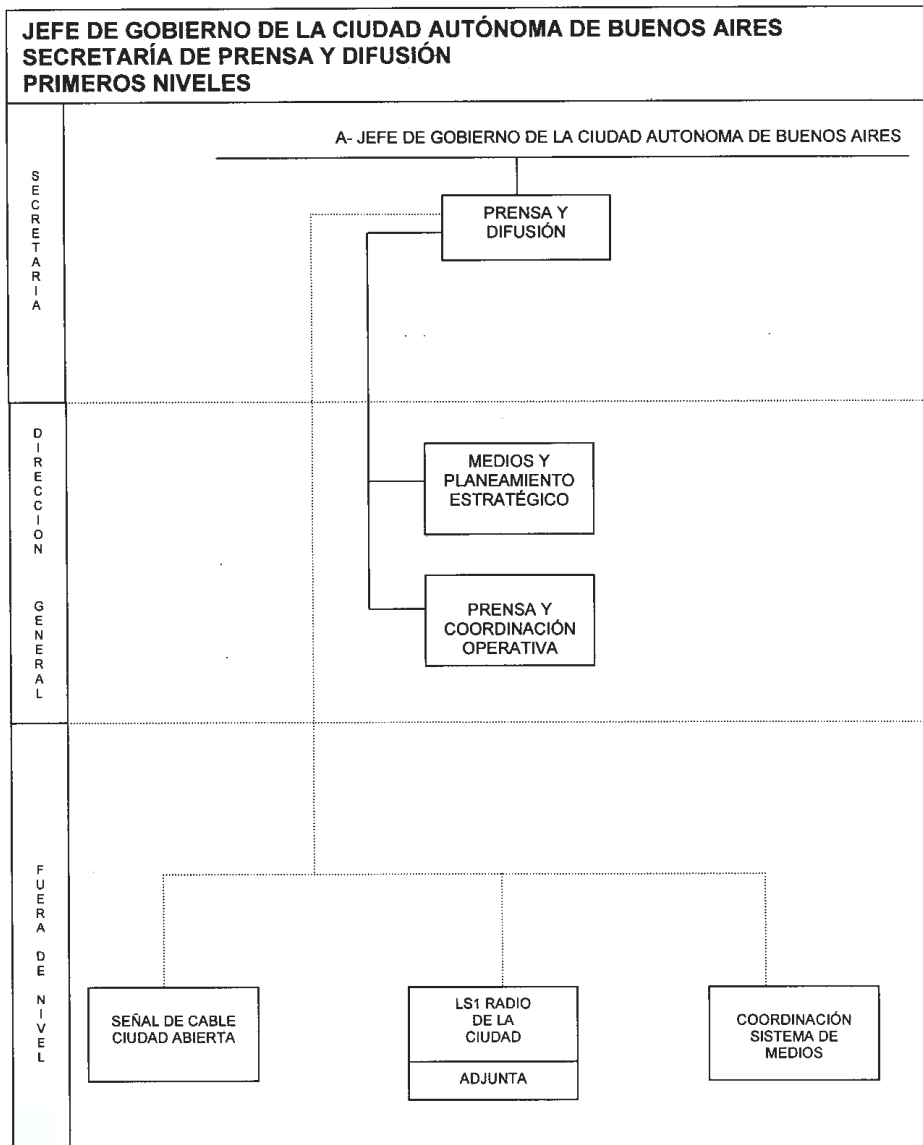 JEFE DE GOBIERNO DE LA CIUDAD AUTÓNOMA DE BUENOS AIRES
SECRETARÍA DE PRENSA Y DIFUSIÓN
PRIMEROS NIVELES
A- JEFE DE GOBIERNO DE LA CIUDAD AUTONOMA DE BUENOS AIRES
SECRETARIA
PRENSA Y
DIFUSIÓN
DIRECCION GENERAL
MEDIOS Y
PLANEAMIENTO
ESTRATÉGICO
PRENSA Y
COORDINACIÓN
OPERATIVA
FUERA DE NIVEL
SEÑAL DE CABLE
CIUDAD ABIERTA
LS1 RADIO
DE LA
CIUDAD
ADJUNTA
COORDINACIÓN
SISTEMA DE
MEDIOS